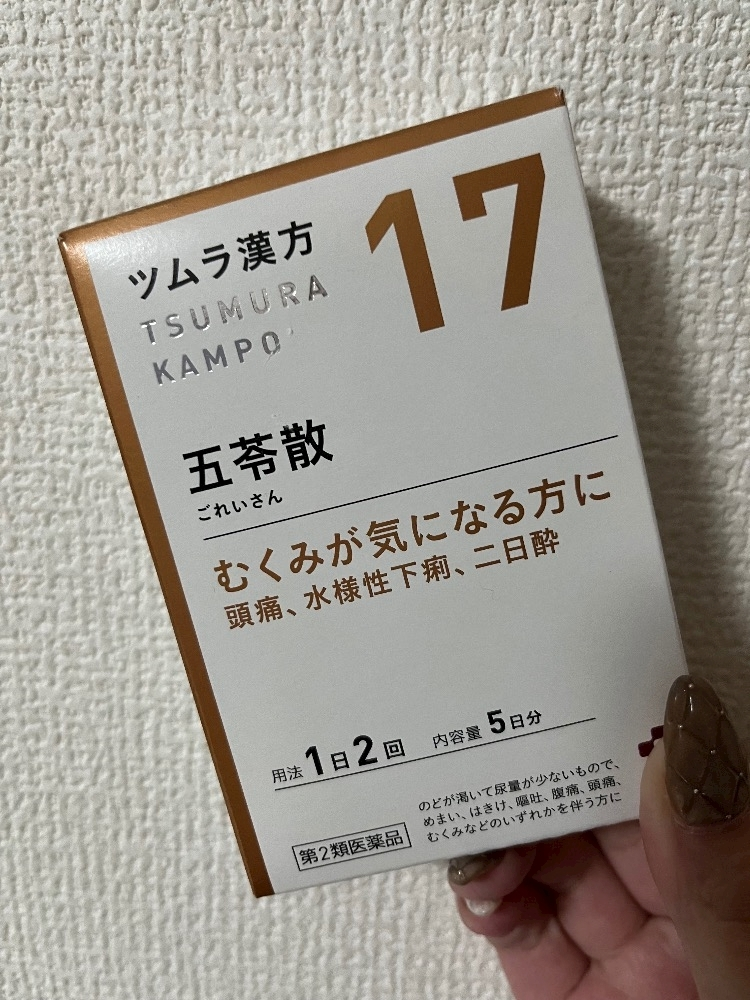 ツムラ漢方
TSUMURA
KAMPO
17
五苓散
ごれいさん
むくみが気になる方に
頭痛、水様性下痢、二日酔
用法 1日2回 内容量 5日分
のどが渇いて尿量が少ないもので、
めまい、はきけ、嘔吐、腹痛、頭痛、
むくみなどのいずれかを伴う方に
第2類医薬品